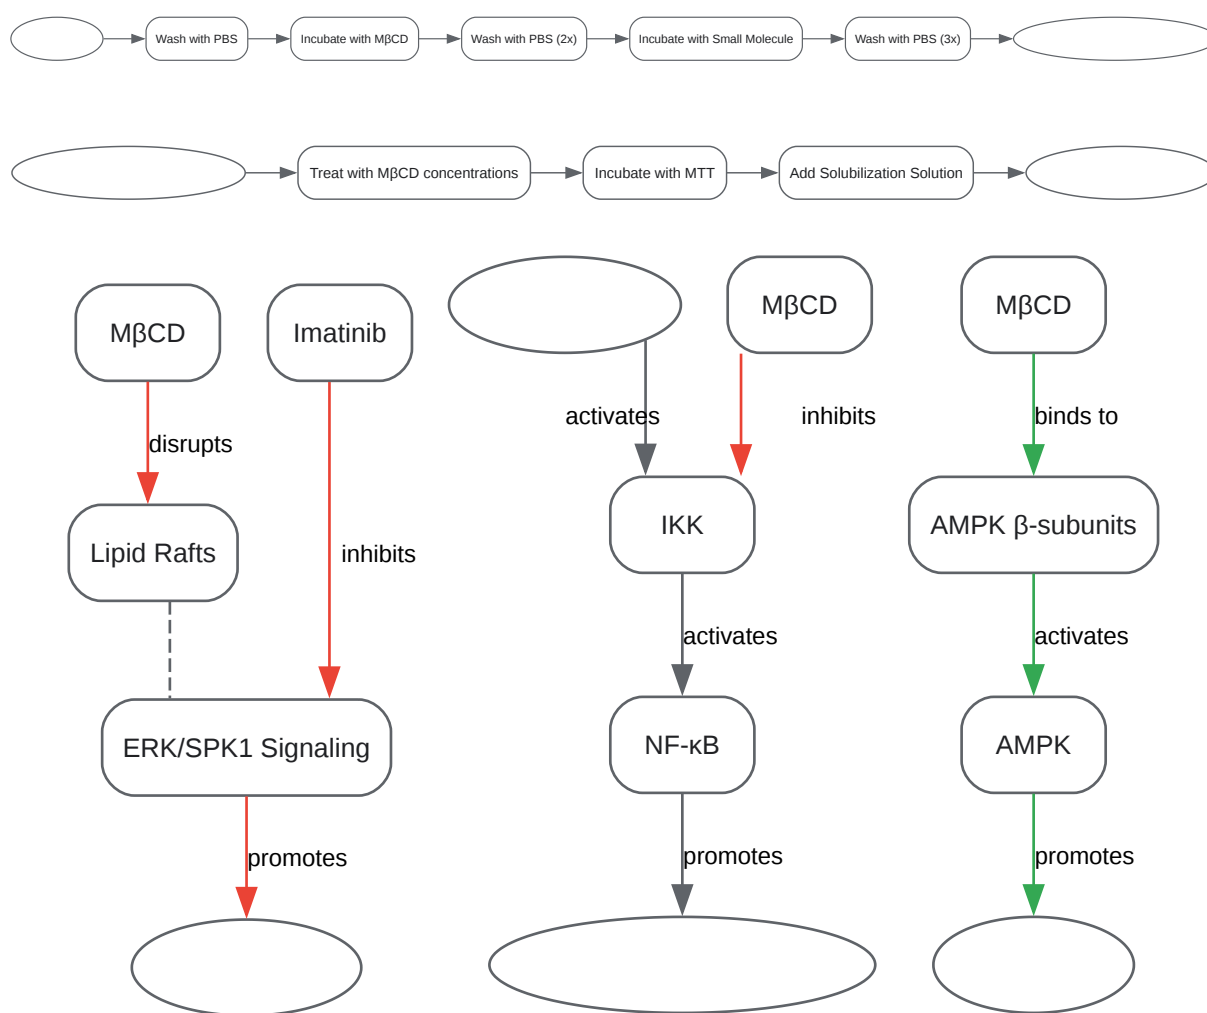 Wash with PBS
Incubate with MβCD
Wash with PBS (2x)
Incubate with Small Molecule
Wash with PBS (3x)
Treat with MβCD concentrations
Incubate with MTT
Add Solubilization Solution
MβCD
Imatinib
disrupts
Lipid Rafts
inhibits
ERK/SPK1 Signaling
promotes
MβCD
activates
inhibits
IKK
activates
NF-κB
promotes
MβCD
binds to
AMPK β-subunits
activates
AMPK
promotes